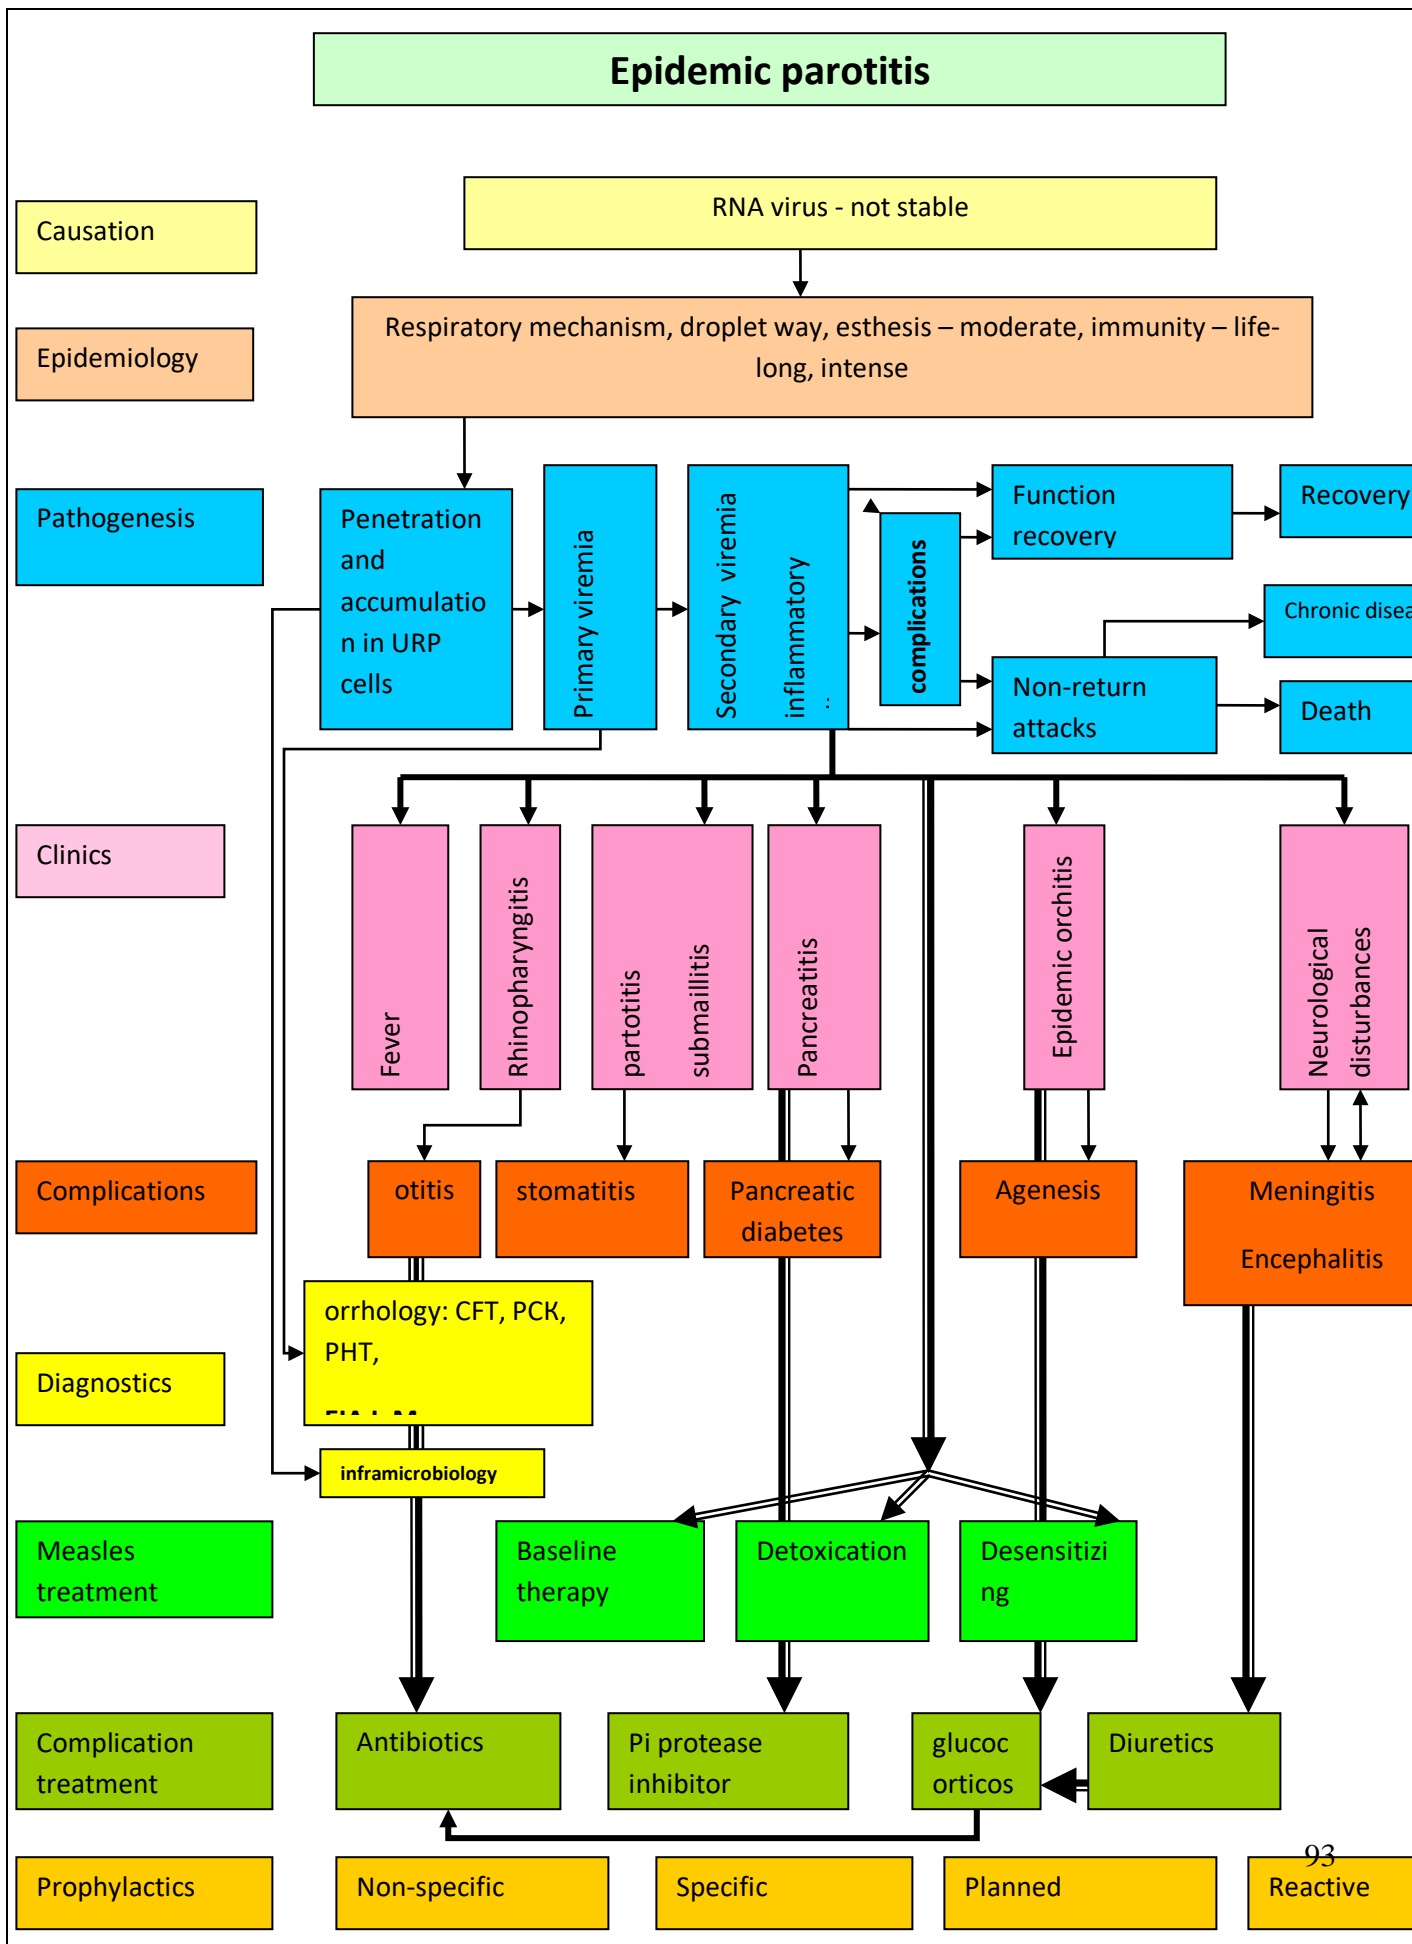 Epidemic parotitis
Causation
RNA virus - not stable
Epidemiology
Respiratory mechanism, droplet way, esthesis – moderate, immunity – life-
long, intense
Pathogenesis
Penetration
and
accumulatio
n in URP
cells
Primary viremia
Secondary viremia
inflammatory
complications
Function
recovery
Recovery
Non-return
attacks
Chronic disea
Death
Clinics
Fever
Rhinopharyngitis
partotitis
submaillitis
Pancreatitis
Epidemic orchitis
Neurological
disturbances
Complications
otitis
stomatitis
Pancreatic
diabetes
Agenesis
Meningitis
Encephalitis
Diagnostics
orrhology: CFT, РСК,
PHT,
inframicrobiology
Measles
treatment
Baseline
therapy
Detoxication
Desensitizi
ng
Complication
treatment
Antibiotics
Pi protease
inhibitor
glucoc
orticos
Diuretics
93
Prophylactics
Non-specific
Specific
Planned
Reactive